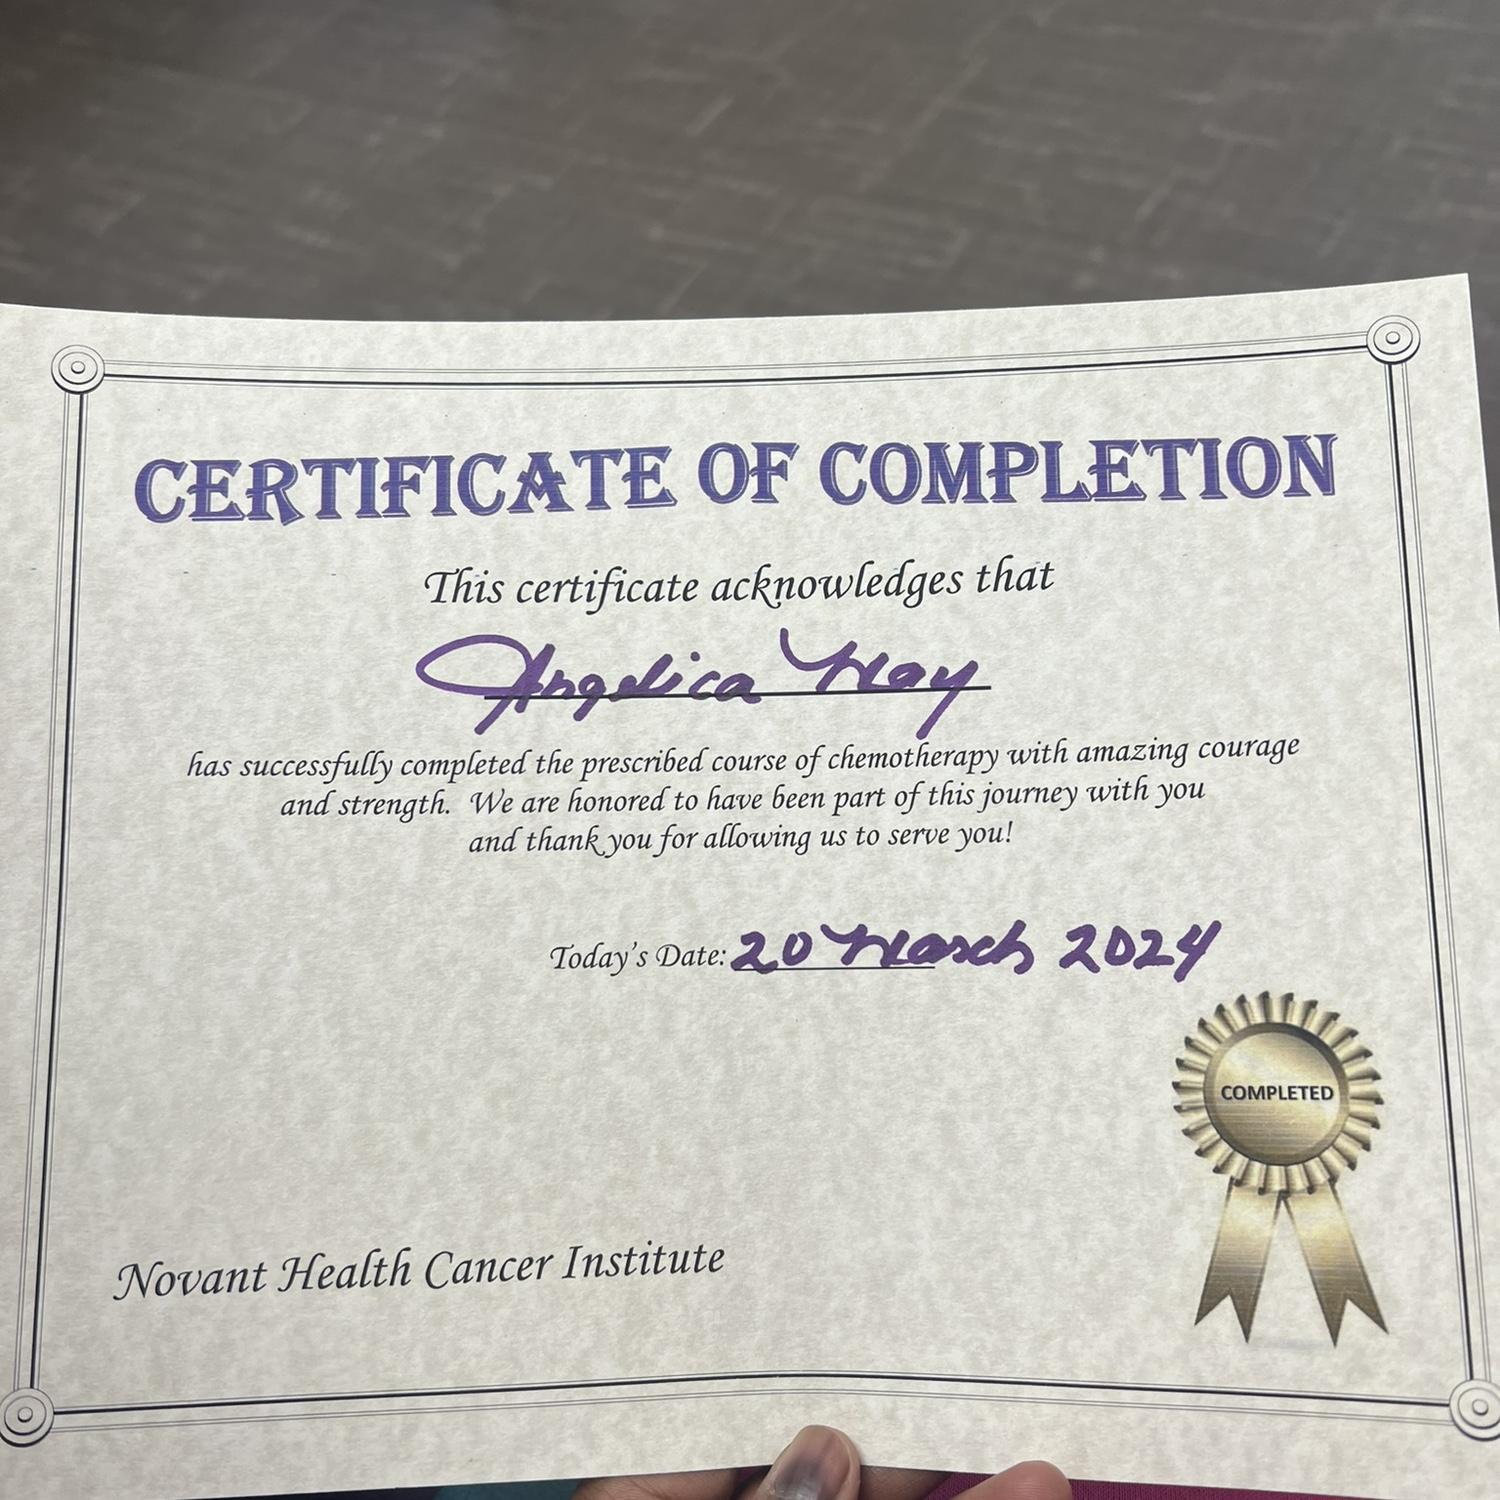 CERTIFICATE OF COMPLETION
This certificate acknowledges that
Angelica Hay
has successfully completed the prescribed course of chemotherapy with amazing courage
and strength. We are honored to have been part of this journey with you
and thank you for allowing us to serve you!
Today's Date: 20 March 2024
COMPLETED
Novant Health Cancer Institute